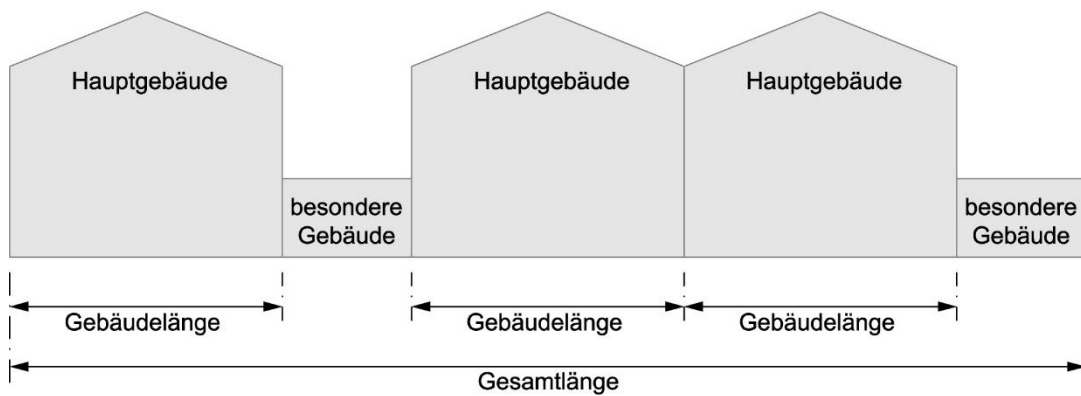 Hauptgebäude
Hauptgebäude
Hauptgebäude
besondere
Gebäude
besondere
Gebäude
Gebäudelänge
Gebäudelänge
Gebäudelänge
Gesamtlänge